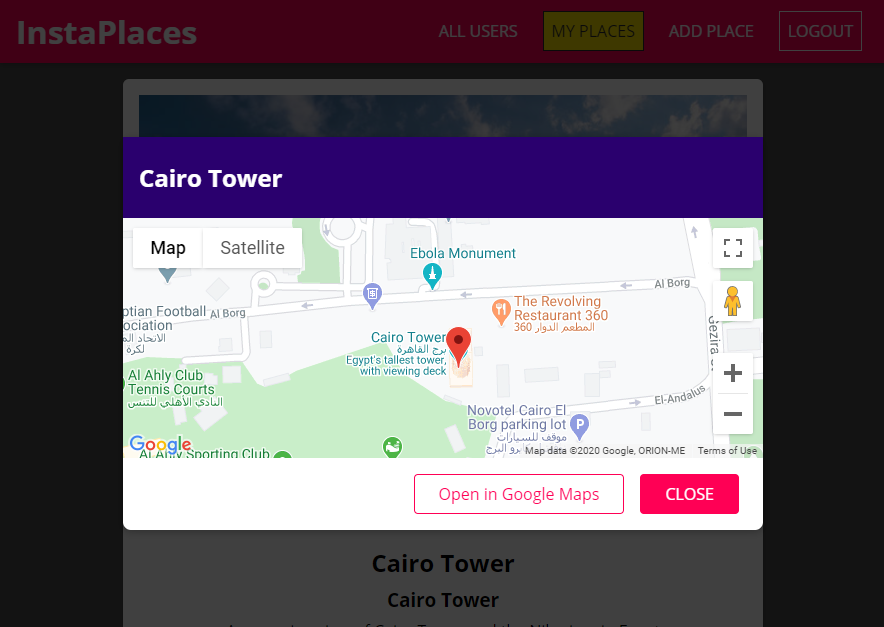 InstaPlaces
ALL USERS
MY PLACES
ADD PLACE
LOGOUT
Cairo Tower
Map
Satellite
Ebola Monument
Al Borg
The Revolving
Restaurant 360
المطعم الدوار 360
ptian Football
ociation
الاتحاد
لكرة
Al Borg
Gezira
Cairo Tower
برج القاهرة
Egypt's tallest tower,
with viewing deck
Al Ahly Club
Tennis Courts
النادي الأهلي للتنس
El-Andalus
Novotel Cairo El
Borg parking lot
موقف للسيارات
البرج
P
Al Ahly Sporting Club
Google
Map data ©2020 Google, ORION-ME
Terms of Use
Open in Google Maps
CLOSE
Cairo Tower
Cairo Tower